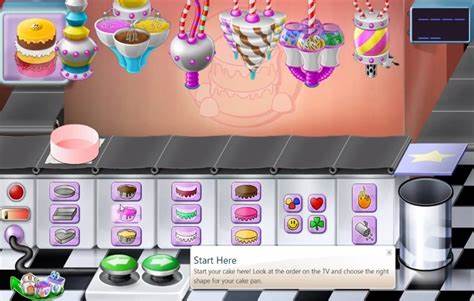 Start Here
Start your cake here! Look at the order on the TV and choose the right
shape for your cake pan.